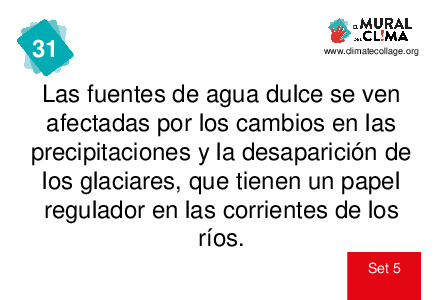 31
EL MURAL
DEL CL!MA
www.climatecollage.org
Las fuentes de agua dulce se ven
afectadas por los cambios en las
precipitaciones y la desaparición de
los glaciares, que tienen un papel
regulador en las corrientes de los
ríos.
Set 5